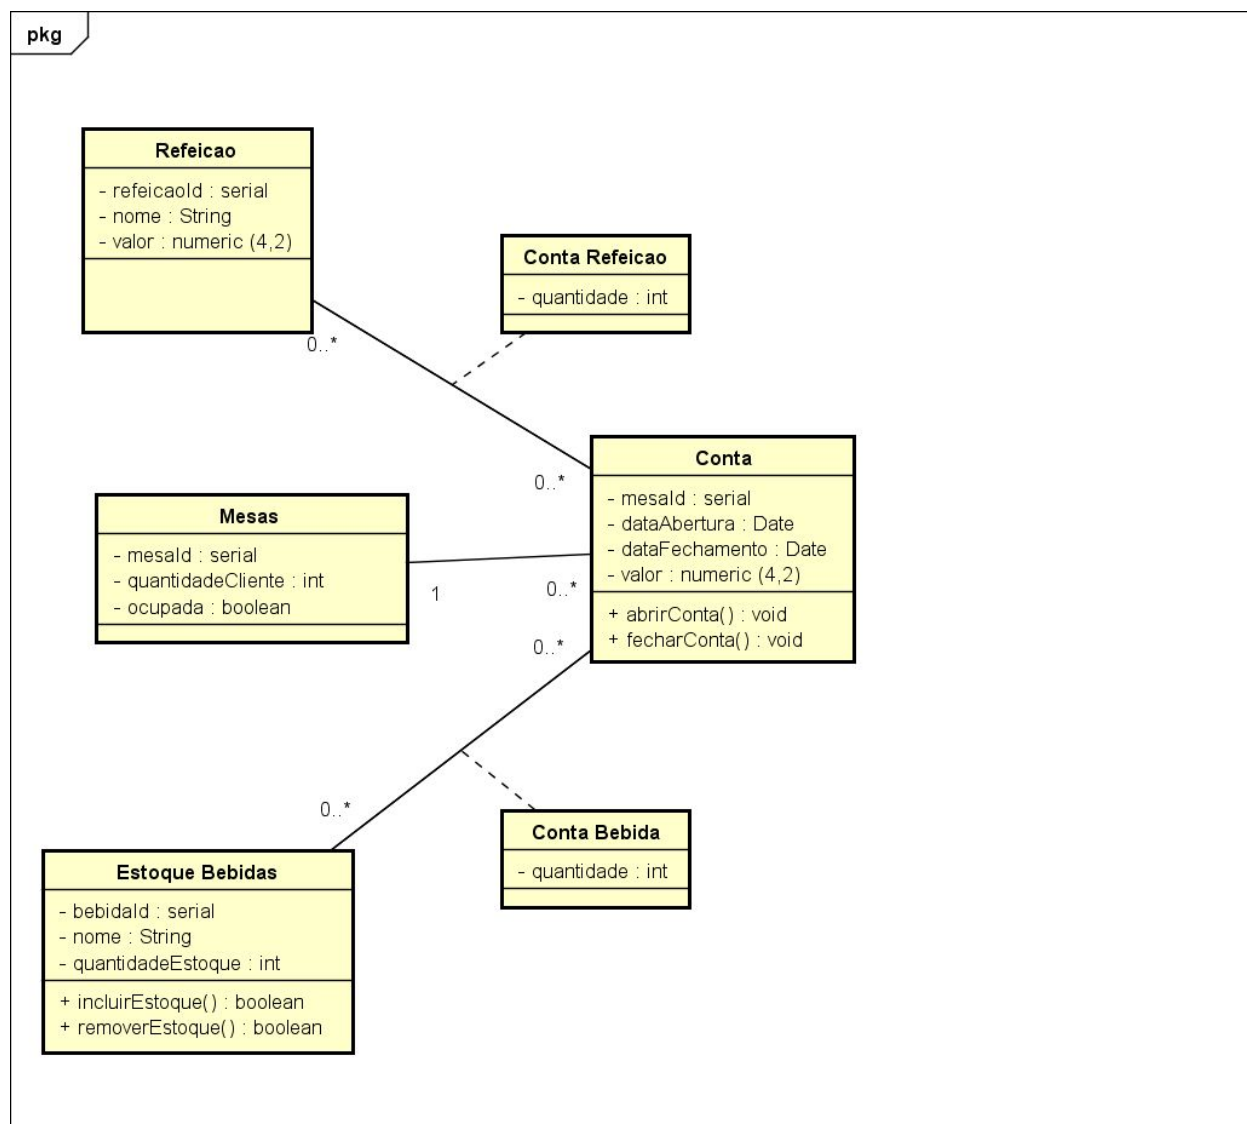 pkg
Refeicao
- refeicaoId : serial
- nome : String
- valor : numeric (4,2)
0..*
Conta Refeicao
- quantidade : int
0..*
Conta
- mesaId : serial
- dataAbertura : Date
- dataFechamento : Date
- valor : numeric (4,2)
+ abrirConta() : void
+ fecharConta() : void
Mesas
- mesaId : serial
- quantidadeCliente : int
- ocupada : boolean
1
0..*
0..*
0..*
Conta Bebida
- quantidade : int
Estoque Bebidas
- bebidaId : serial
- nome : String
- quantidadeEstoque : int
+ incluirEstoque() : boolean
+ removerEstoque() : boolean